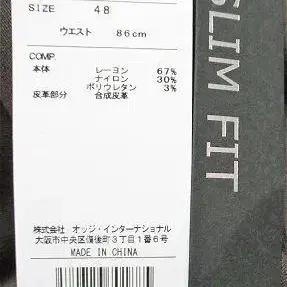 SIZE 48
ウエスト 86cm
COMP.
本体 レーヨン 67%
ナイロン 30%
ポリウレタン 3%
皮革部分 合成皮革
株式会社 オッジ・インターナショナル
大阪市中央区備後町3丁目1番6号
MADE IN CHINA
SLIM FIT